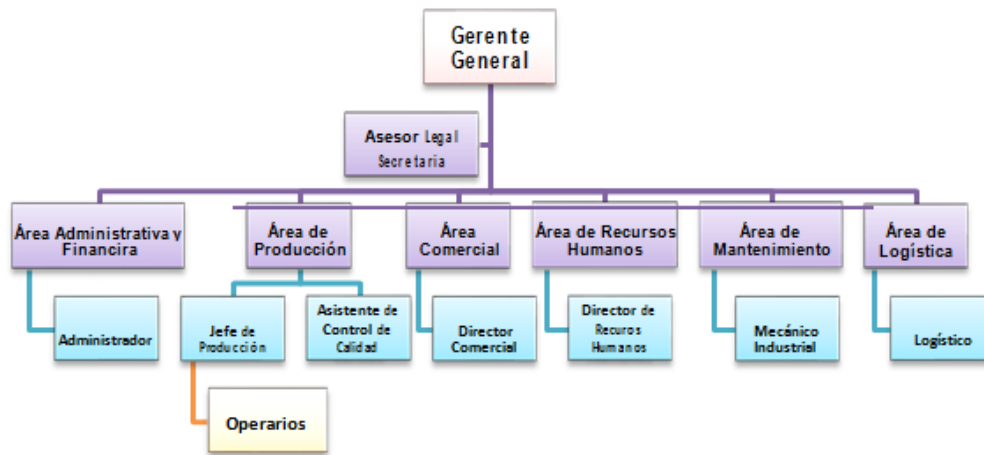 Gerente
General
Asesor Legal
Secretaria
Área Administrativa y
Financira
Área de
Producción
Área
Comercial
Área de Recursos
Humanos
Área de
Mantenimiento
Área de
Logística
Administrador
Jefe de
Producción
Asistente de
Control de
Calidad
Director
Comercial
Director de
Recuros
Humanos
Mecánico
Industrial
Logístico
Operarios